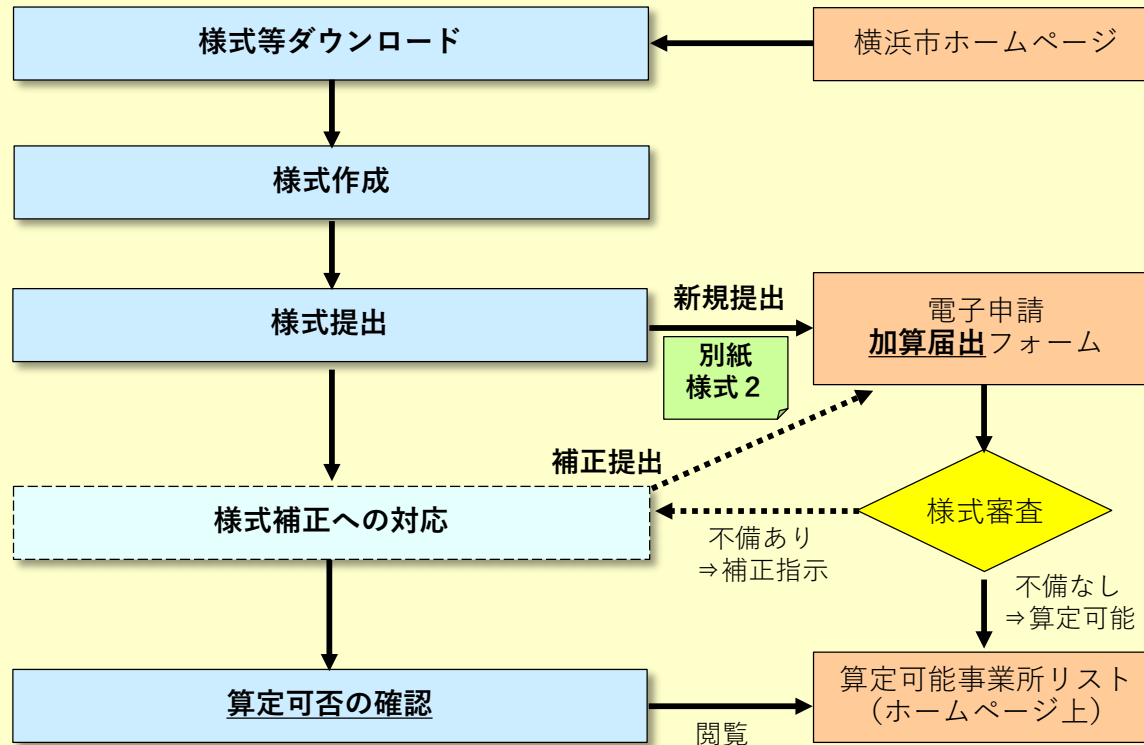 様式等ダウンロード
横浜市ホームページ
様式作成
様式提出
新規提出
別紙
様式２
電子申請
加算届出フォーム
補正提出
様式補正への対応
不備あり
⇒補正指示
様式審査
不備なし
⇒算定可能
算定可否の確認
閲覧
算定可能事業所リスト
（ホームページ上）